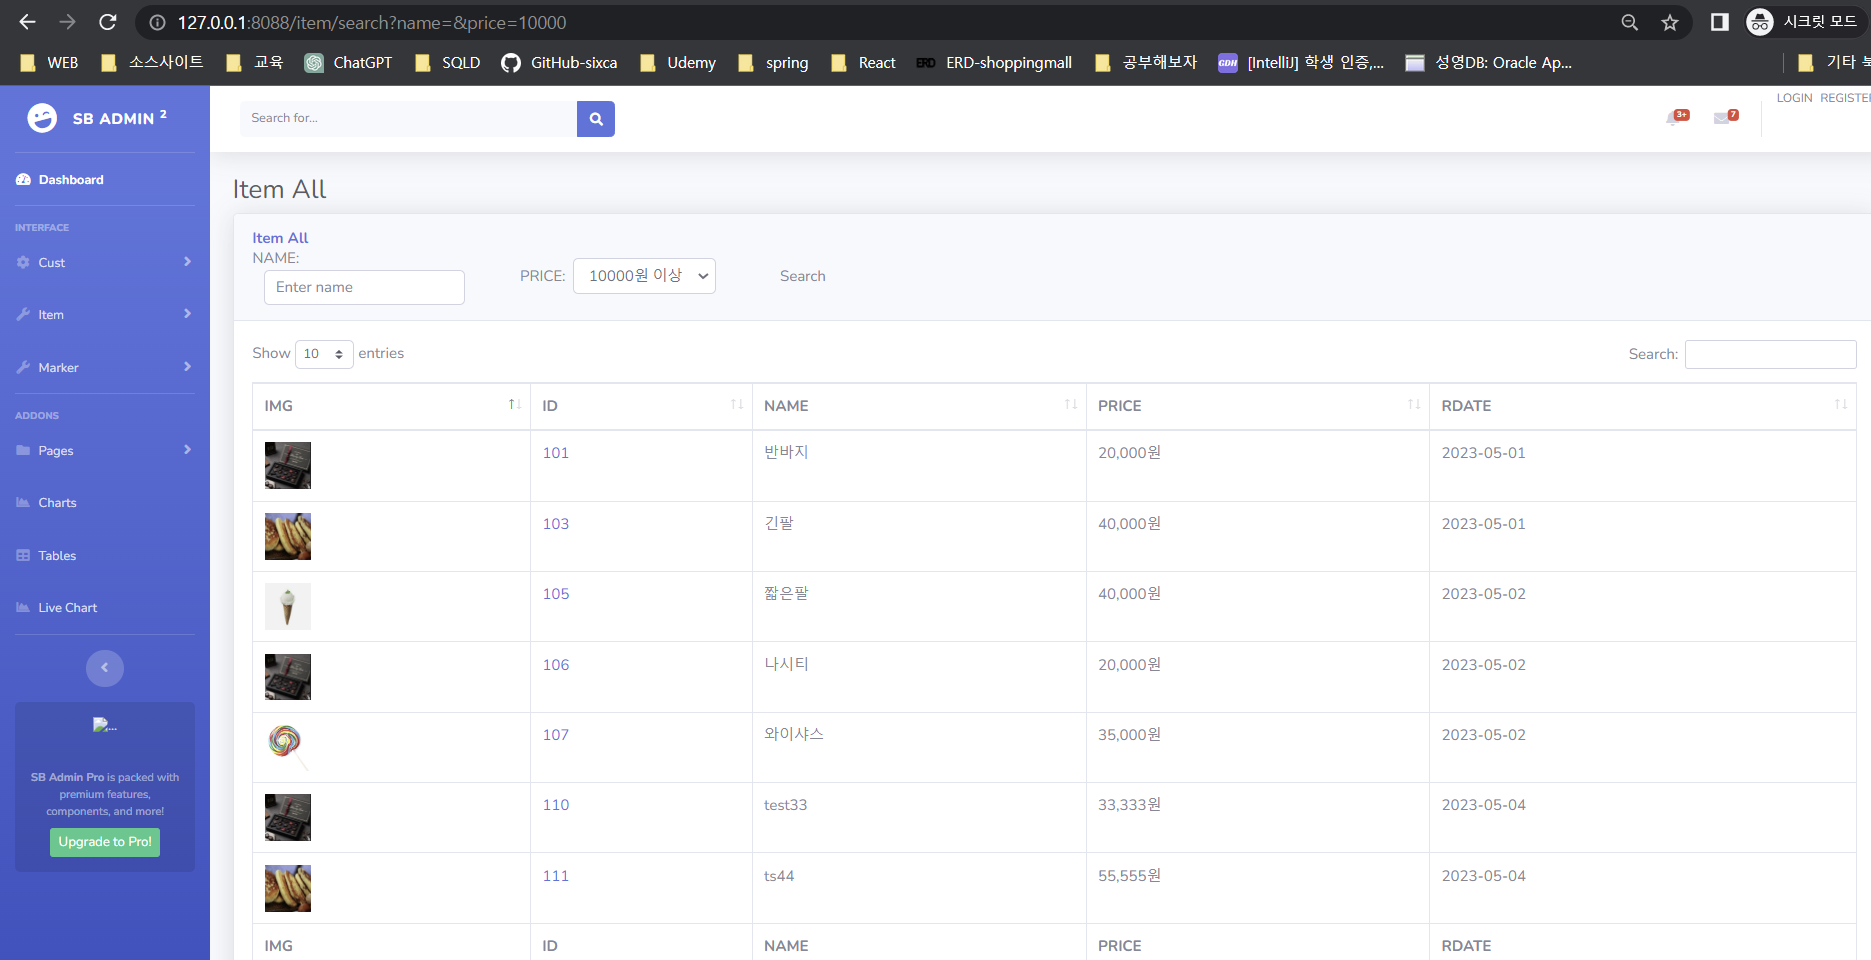 127.0.0.1:8088/item/search?name=&price=10000
시크릿 모드
WEB 소스사이트 교육 ChatGPT SQLD GitHub-sixca Udemy spring React ERD ERD-shoppingmall 공부해보자 GDH [IntelliJ] 학생 인증,... 성영DB: Oracle Ap... 기타 북
SB ADMIN 2
Search for...
3+
7
LOGIN REGISTER
Dashboard
INTERFACE
Cust
Item
Marker
ADDONS
Pages
Charts
Tables
Live Chart
...
SB Admin Pro is packed with
premium features,
components, and more!
Upgrade to Pro!
Item All
Item All
NAME:
Enter name
PRICE: 10000원 이상
Search
Show 10 entries
Search:
IMG ID NAME PRICE RDATE
101 반바지 20,000원 2023-05-01
103 긴팔 40,000원 2023-05-01
105 짧은팔 40,000원 2023-05-02
106 나시티 20,000원 2023-05-02
107 와이샤스 35,000원 2023-05-02
110 test33 33,333원 2023-05-04
111 ts44 55,555원 2023-05-04
IMG ID NAME PRICE RDATE